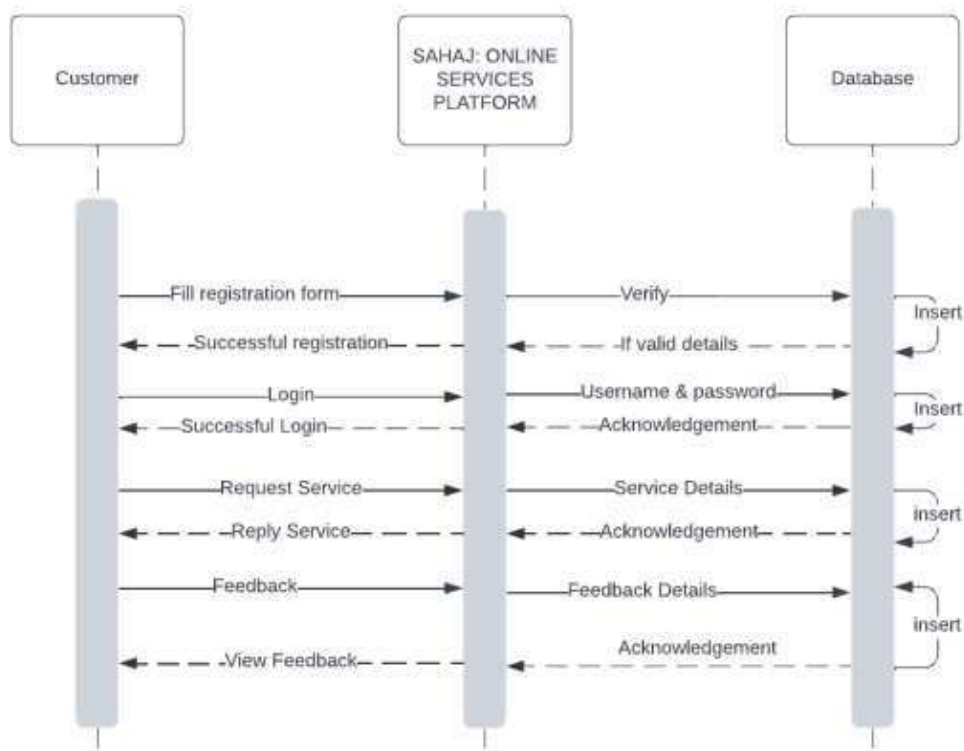 Customer
SAHAJ: ONLINE
SERVICES
PLATFORM
Database
Fill registration form
Verify
Insert
Successful registration
If valid details
Login
Username & password
Insert
Successful Login
Acknowledgement
Request Service
Service Details
insert
Reply Service
Acknowledgement
Feedback
Feedback Details
insert
View Feedback
Acknowledgement